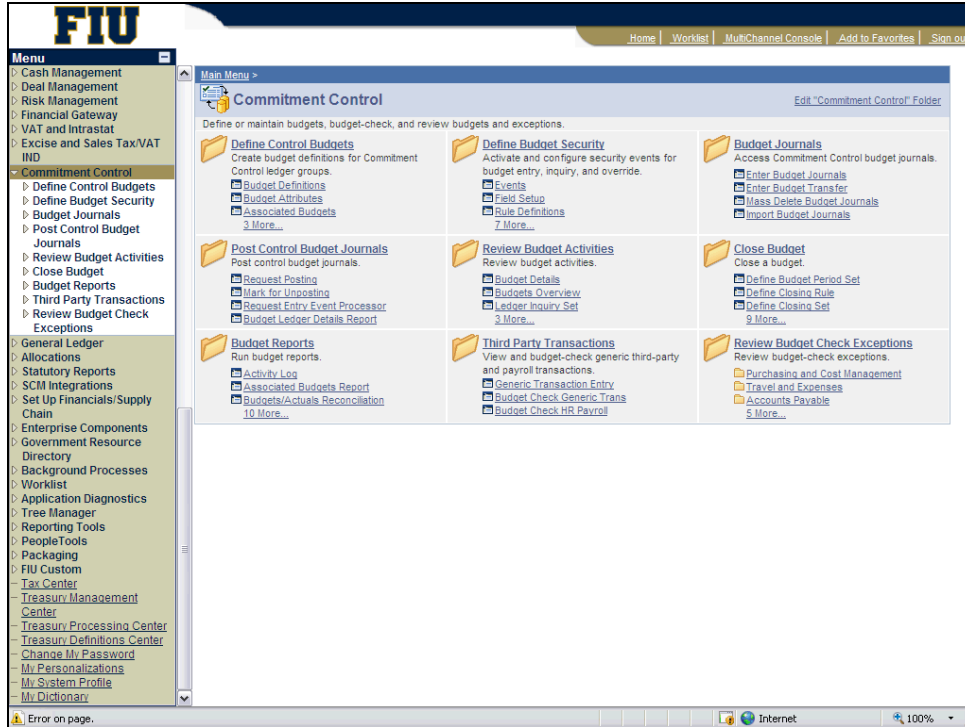 FIU
Home | Worklist | MultiChannel Console | Add to Favorites | Sign ou
Menu
Cash Management
Deal Management
Risk Management
Financial Gateway
VAT and Intrastat
Excise and Sales Tax/VAT
IND
Commitment Control
Define Control Budgets
Define Budget Security
Budget Journals
Post Control Budget
Journals
Review Budget Activities
Close Budget
Budget Reports
Third Party Transactions
Review Budget Check
Exceptions
General Ledger
Allocations
Statutory Reports
SCM Integrations
Set Up Financials/Supply
Chain
Enterprise Components
Government Resource
Directory
Background Processes
Worklist
Application Diagnostics
Tree Manager
Reporting Tools
PeopleTools
Packaging
FIU Custom
Tax Center
Treasury Management
Center
Treasury Processing Center
Treasury Definitions Center
Change My Password
My Personalizations
My System Profile
My Dictionary
Main Menu >
Commitment Control
Edit "Commitment Control" Folder
Define or maintain budgets, budget-check, and review budgets and exceptions.
Define Control Budgets
Create budget definitions for Commitment
Control ledger groups.
Budget Definitions
Budget Attributes
Associated Budgets
3 More...
Define Budget Security
Activate and configure security events for
budget entry, inquiry, and override.
Events
Field Setup
Rule Definitions
7 More...
Budget Journals
Access Commitment Control budget journals.
Enter Budget Journals
Enter Budget Transfer
Mass Delete Budget Journals
Import Budget Journals
Post Control Budget Journals
Post control budget journals.
Request Posting
Mark for Unposting
Request Entry Event Processor
Budget Ledger Details Report
Review Budget Activities
Review budget activities.
Budget Details
Budgets Overview
Ledger Inquiry Set
3 More...
Close Budget
Close a budget.
Define Budget Period Set
Define Closing Rule
Define Closing Set
9 More...
Budget Reports
Run budget reports.
Activity Log
Associated Budgets Report
Budgets/Actuals Reconciliation
10 More...
Third Party Transactions
View and budget-check generic third-party
and payroll transactions.
Generic Transaction Entry
Budget Check Generic Trans
Budget Check HR Payroll
Review Budget Check Exceptions
Review budget-check exceptions.
Purchasing and Cost Management
Travel and Expenses
Accounts Payable
5 More...
Error on page.
Internet
100%